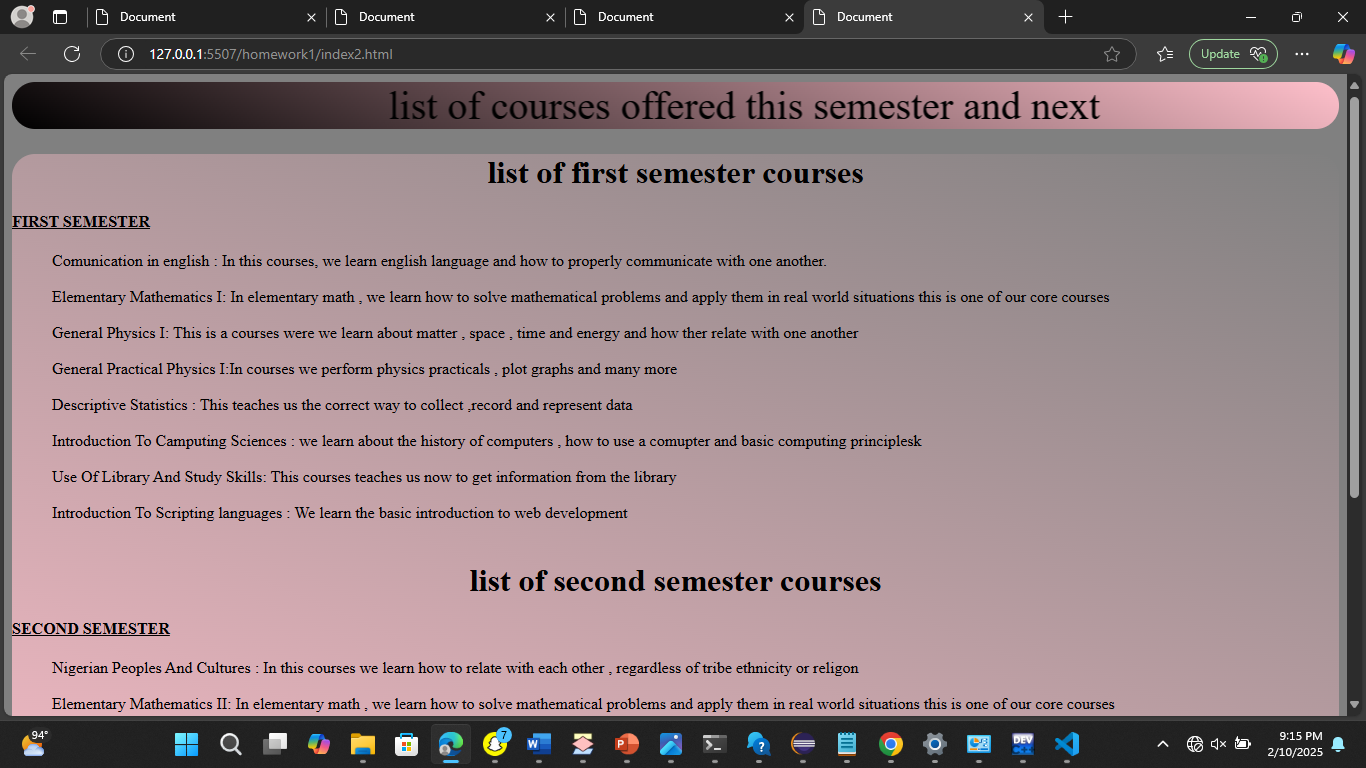 Document
Document
Document
Document
127.0.0.1:5507/homework1/index2.html
Update
list of courses offered this semester and next
list of first semester courses
FIRST SEMESTER
Comunication in english : In this courses, we learn english language and how to properly communicate with one another.
Elementary Mathematics I: In elementary math , we learn how to solve mathematical problems and apply them in real world situations this is one of our core courses
General Physics I: This is a courses were we learn about matter , space , time and energy and how ther relate with one another
General Practical Physics I:In courses we perform physics practicals , plot graphs and many more
Descriptive Statistics : This teaches us the correct way to collect ,record and represent data
Introduction To Camputing Sciences : we learn about the history of computers , how to use a comupter and basic computing principlesk
Use Of Library And Study Skills: This courses teaches us now to get information from the library
Introduction To Scripting languages : We learn the basic introduction to web development
list of second semester courses
SECOND SEMESTER
Nigerian Peoples And Cultures : In this courses we learn how to relate with each other , regardless of tribe ethnicity or religon
Elementary Mathematics II: In elementary math , we learn how to solve mathematical problems and apply them in real world situations this is one of our core courses
94°
7
W
P
?
DEV
9:15 PM
2/10/2025